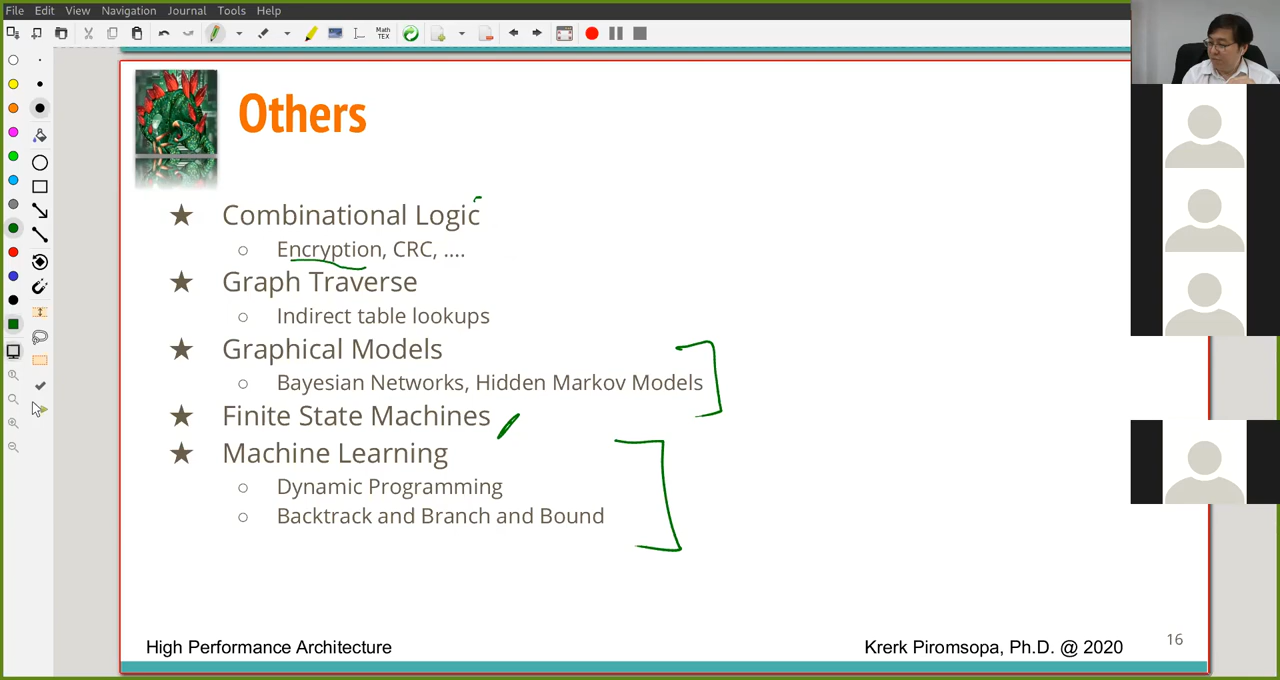 File Edit View Navigation Journal Tools Help
Math
TEX
Others
★ Combinational Logic
○ Encryption, CRC, ....
★ Graph Traverse
○ Indirect table lookups
★ Graphical Models
○ Bayesian Networks, Hidden Markov Models
★ Finite State Machines
★ Machine Learning
○ Dynamic Programming
○ Backtrack and Branch and Bound
16
High Performance Architecture
Krerk Piromsopa, Ph.D. @ 2020